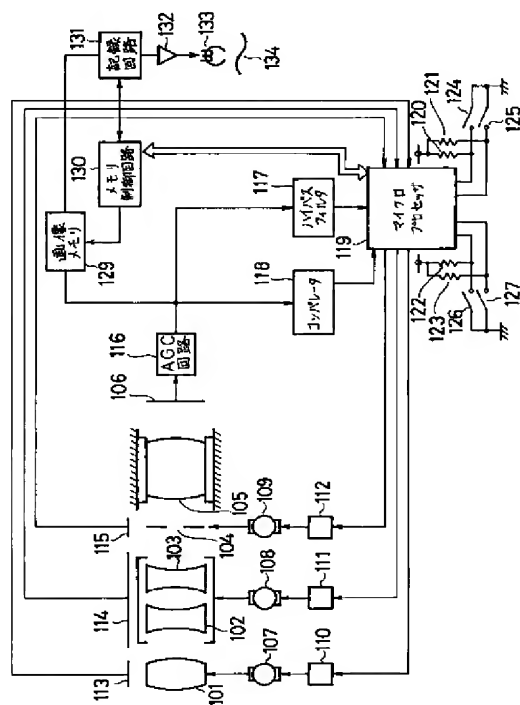 131
記録
回路
132
133
134
130
メモリ
制御回路
画像
メモリ
129
117
ハイパス
フィルタ
118
コンパレータ
116
AGC
回路
106
119
マイクロ
プロセッサ
121
120
124
125
122
123
126
127
105
115
104
109
112
103
114
102
108
111
113
101
107
110